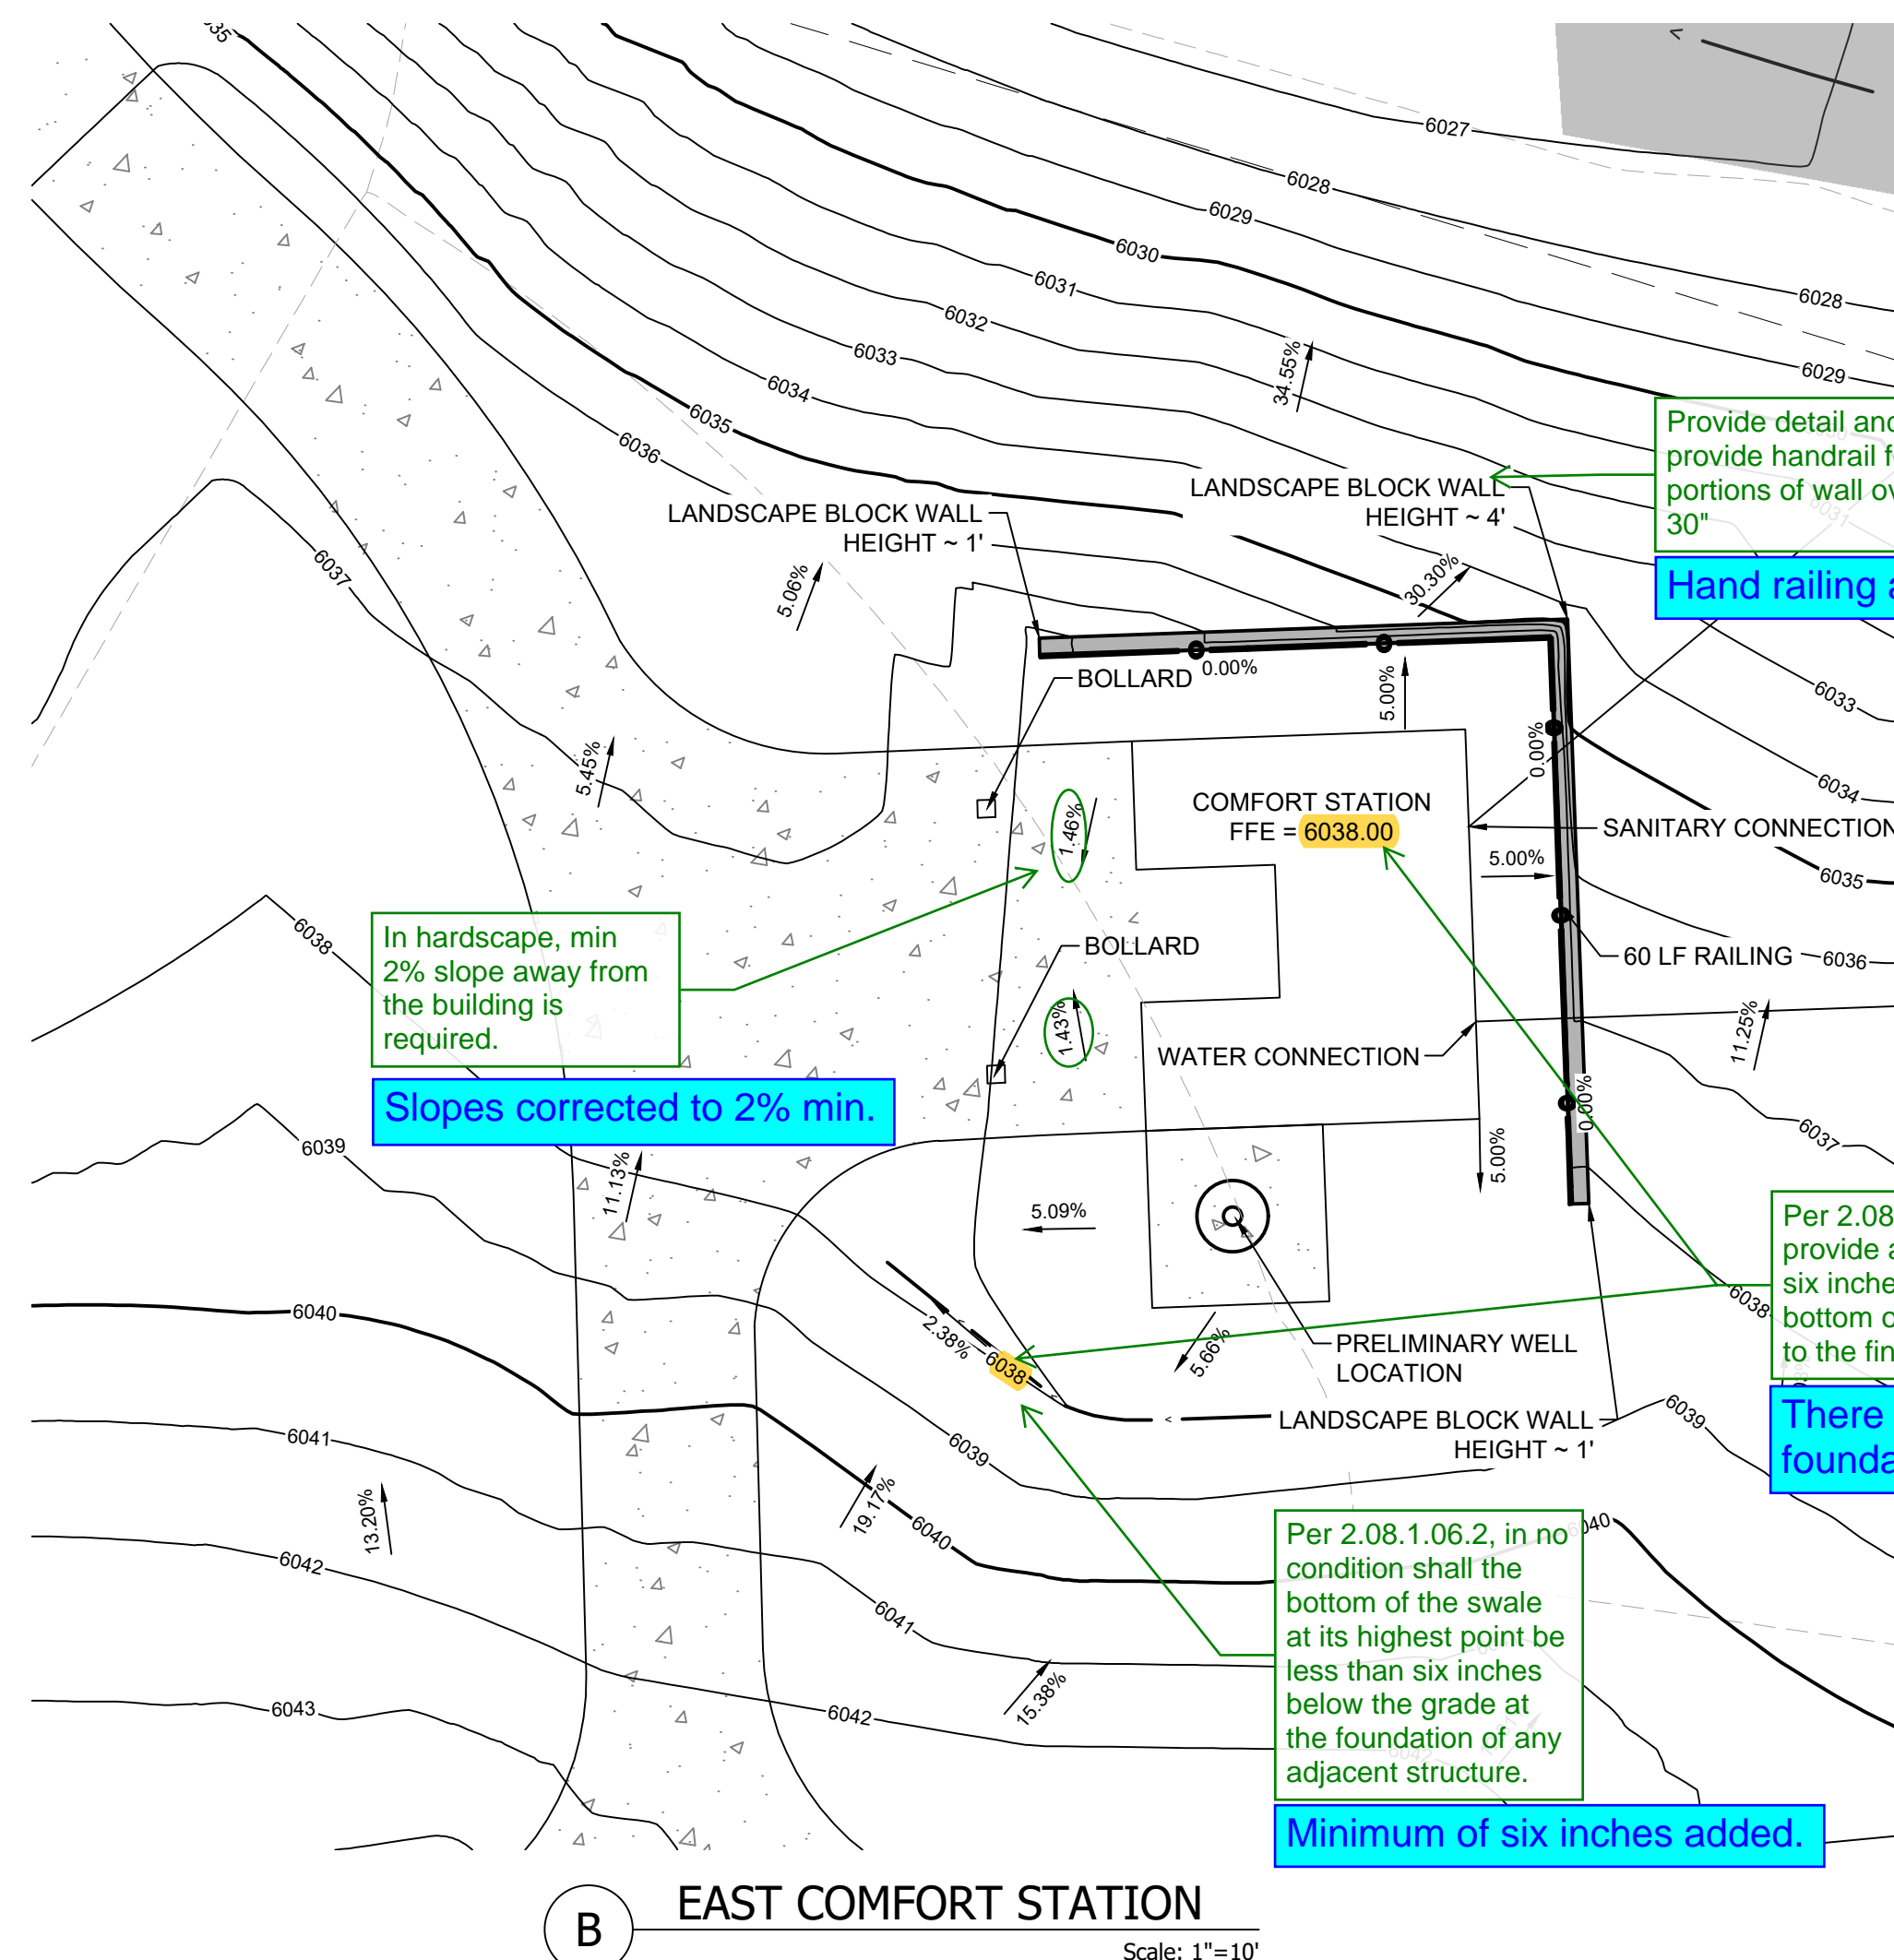 35
6027
6028
6029
6030
6031
6032
6033
6034
6035
6036
6037
6028
6029
34.55%
Provide detail and
provide handrail f
portions of wall ov
30"
Hand railing a
LANDSCAPE BLOCK WALL
HEIGHT ~ 1'
LANDSCAPE BLOCK WALL
HEIGHT ~ 4'
6031
5.06%
30.30%
BOLLARD
0.00%
5.00%
0.00%
6033
6034
6035
5.45%
1.46%
COMFORT STATION
FFE = 6038.00
SANITARY CONNECTION
5.00%
6038
In hardscape, min
2% slope away from
the building is
required.
Slopes corrected to 2% min.
BOLLARD
1.43%
60 LF RAILING
6036
WATER CONNECTION
11.25%
0.00%
6037
6039
11.13%
5.09%
5.00%
Per 2.08
provide a
six inche
bottom o
to the fin
There
founda
6038
6040
2.38%
6038
5.66%
PRELIMINARY WELL
LOCATION
LANDSCAPE BLOCK WALL
HEIGHT ~ 1'
6039
6041
6039
13.20%
19.17%
6040
6040
Per 2.08.1.06.2, in no
condition shall the
bottom of the swale
at its highest point be
less than six inches
below the grade at
the foundation of any
adjacent structure.
Minimum of six inches added.
6042
6041
15.38%
6043
6042
6042
B
EAST COMFORT STATION
Scale: 1"=10'